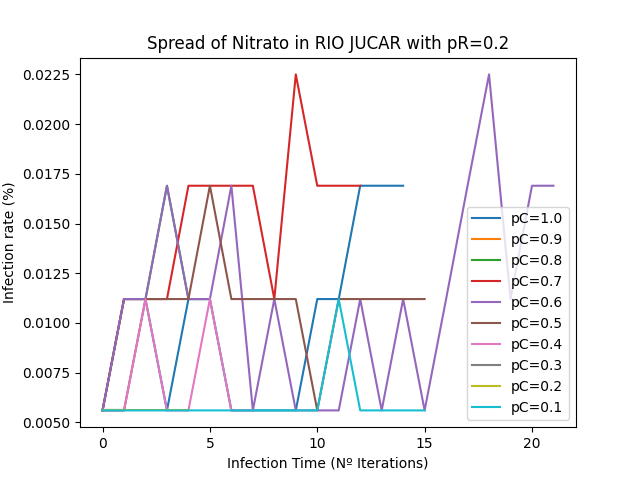 Spread of Nitrato in RIO JUCAR with pR=0.2
Infection rate (%)
0.0225
0.0200
0.0175
0.0150
0.0125
0.0100
0.0075
0.0050
0 5 10 15 20
Infection Time (Nº Iterations)
pC=1.0
pC=0.9
pC=0.8
pC=0.7
pC=0.6
pC=0.5
pC=0.4
pC=0.3
pC=0.2
pC=0.1